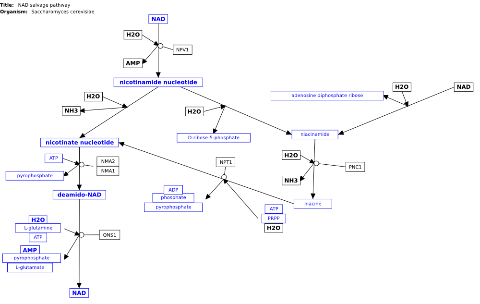 Title: NAD salvage pathway
Organism: Saccharomyces cerevisiae
NAD
H2O
NPY1
AMP
nicotinamide nucleotide
H2O
NH3
H2O
D-ribose 5-phosphate
adenosine diphosphate ribose
H2O
NAD
niacinamide
nicotinate nucleotide
ATP
NMA2
NMA1
pyrophosphate
deamido-NAD
NPT1
ADP
phosphate
pyrophosphate
ATP
PRPP
H2O
H2O
PNC1
NH3
niacine
H2O
L-glutamine
ATP
QNS1
AMP
pyrophosphate
L-glutamate
NAD